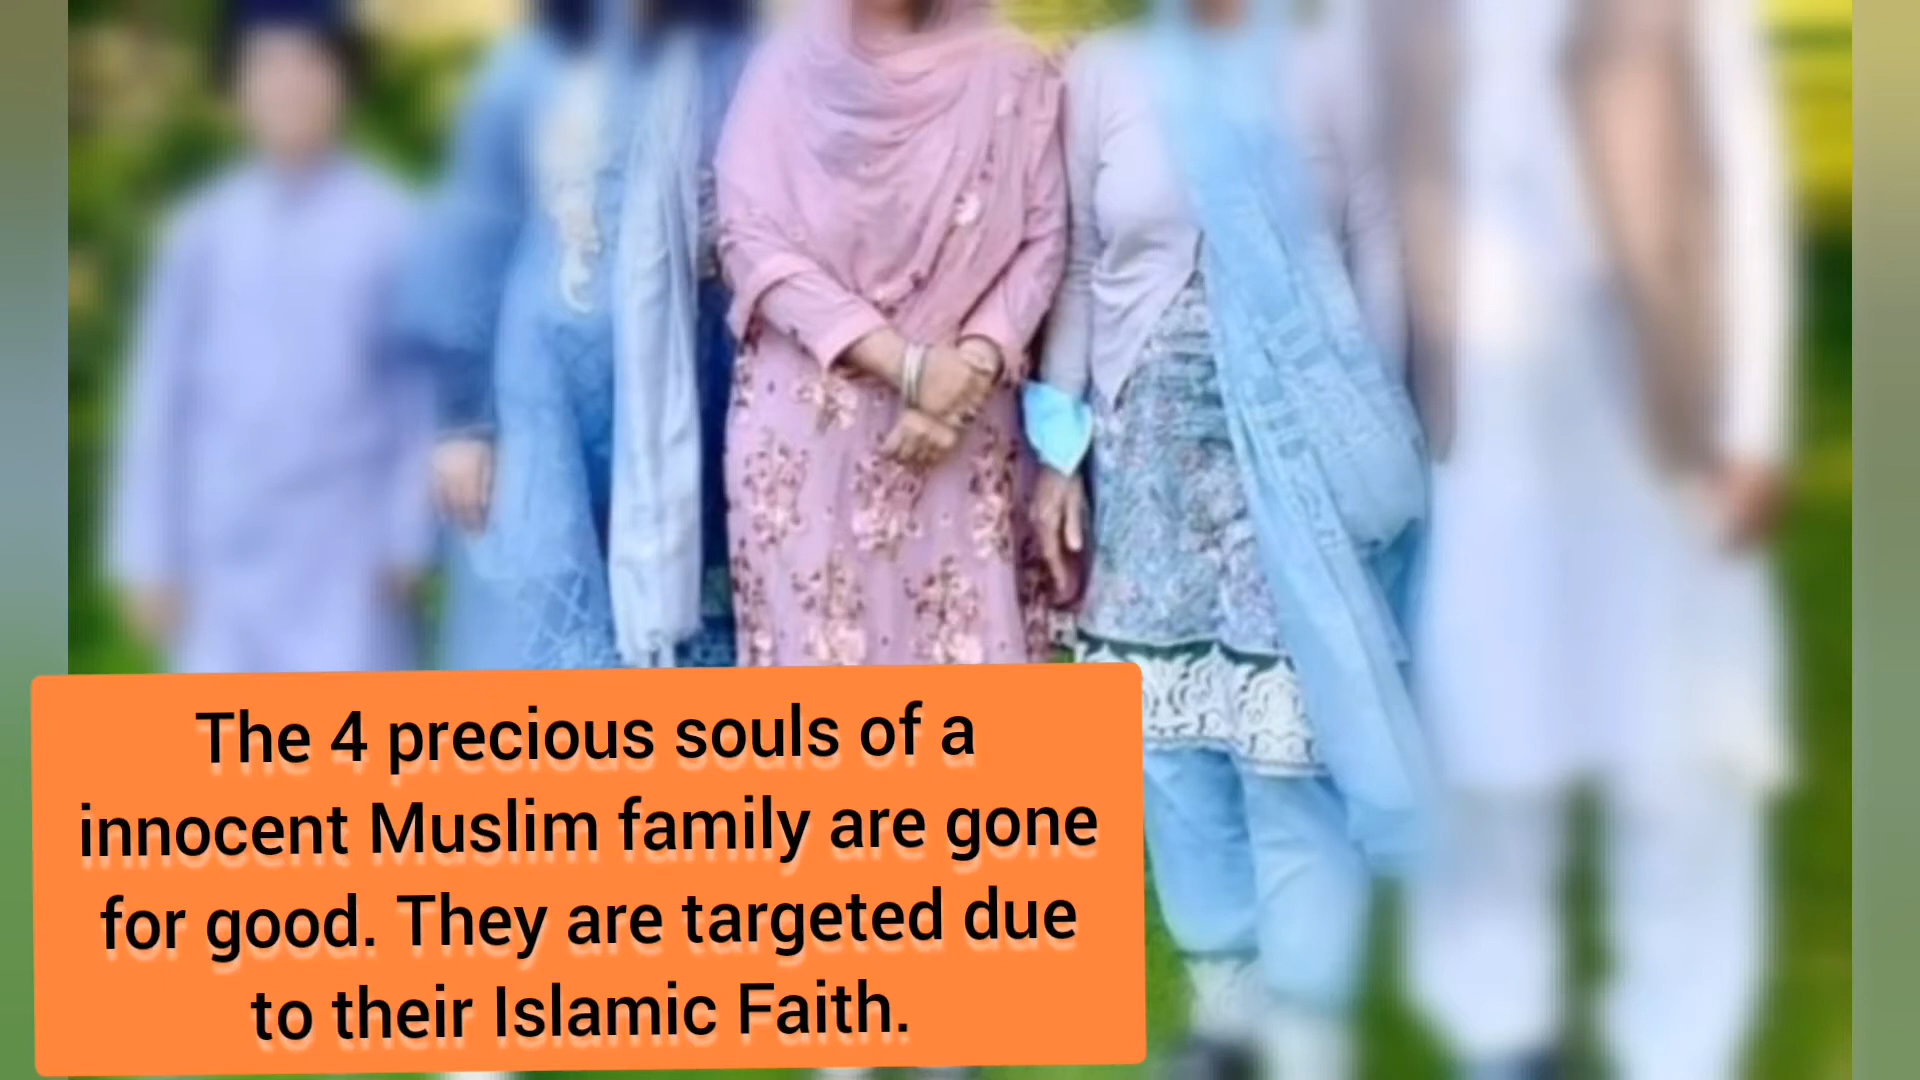 The 4 precious souls of a
innocent Muslim family are gone
for good. They are targeted due
to their Islamic Faith.